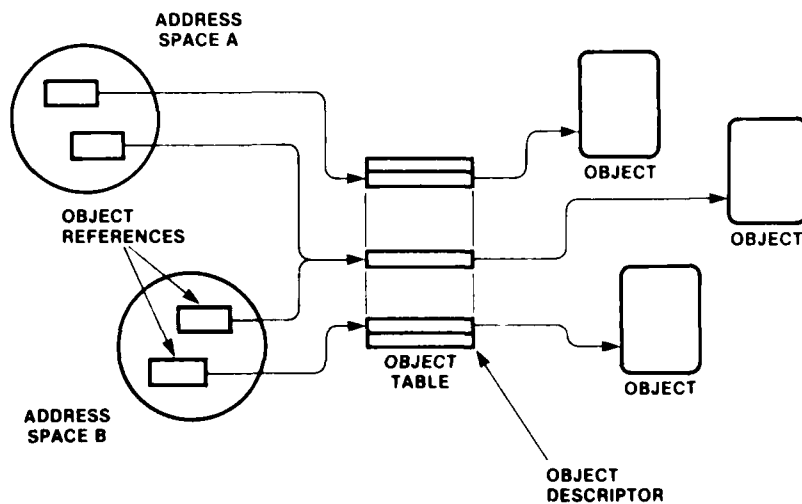 ADDRESS
SPACE A
OBJECT
OBJECT
REFERENCES
OBJECT
OBJECT
TABLE
OBJECT
ADDRESS
SPACE B
OBJECT
DESCRIPTOR